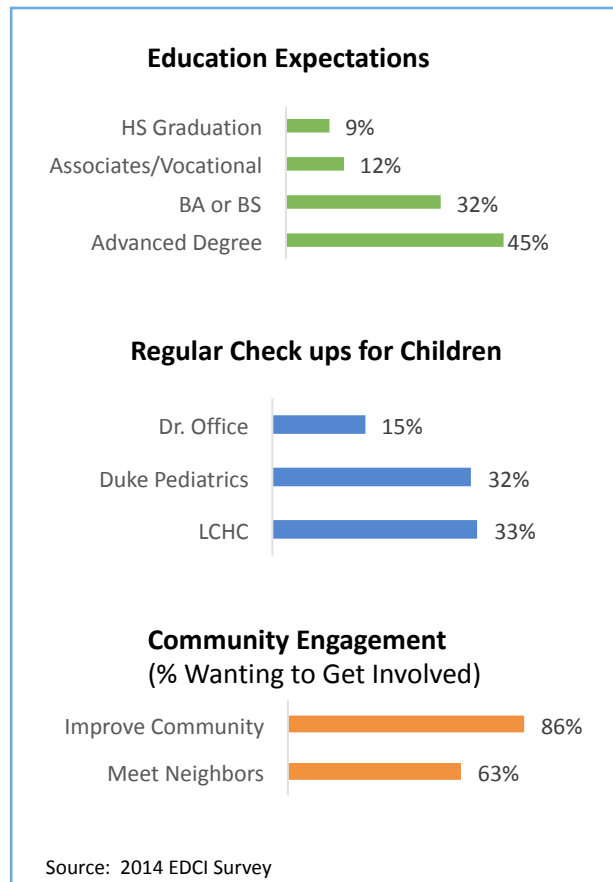 Education Expectations
HS Graduation 9%
Associates/Vocational 12%
BA or BS 32%
Advanced Degree 45%
Regular Check ups for Children
Dr. Office 15%
Duke Pediatrics 32%
LCHC 33%
Community Engagement
(% Wanting to Get Involved)
Improve Community 86%
Meet Neighbors 63%
Source: 2014 EDCI Survey